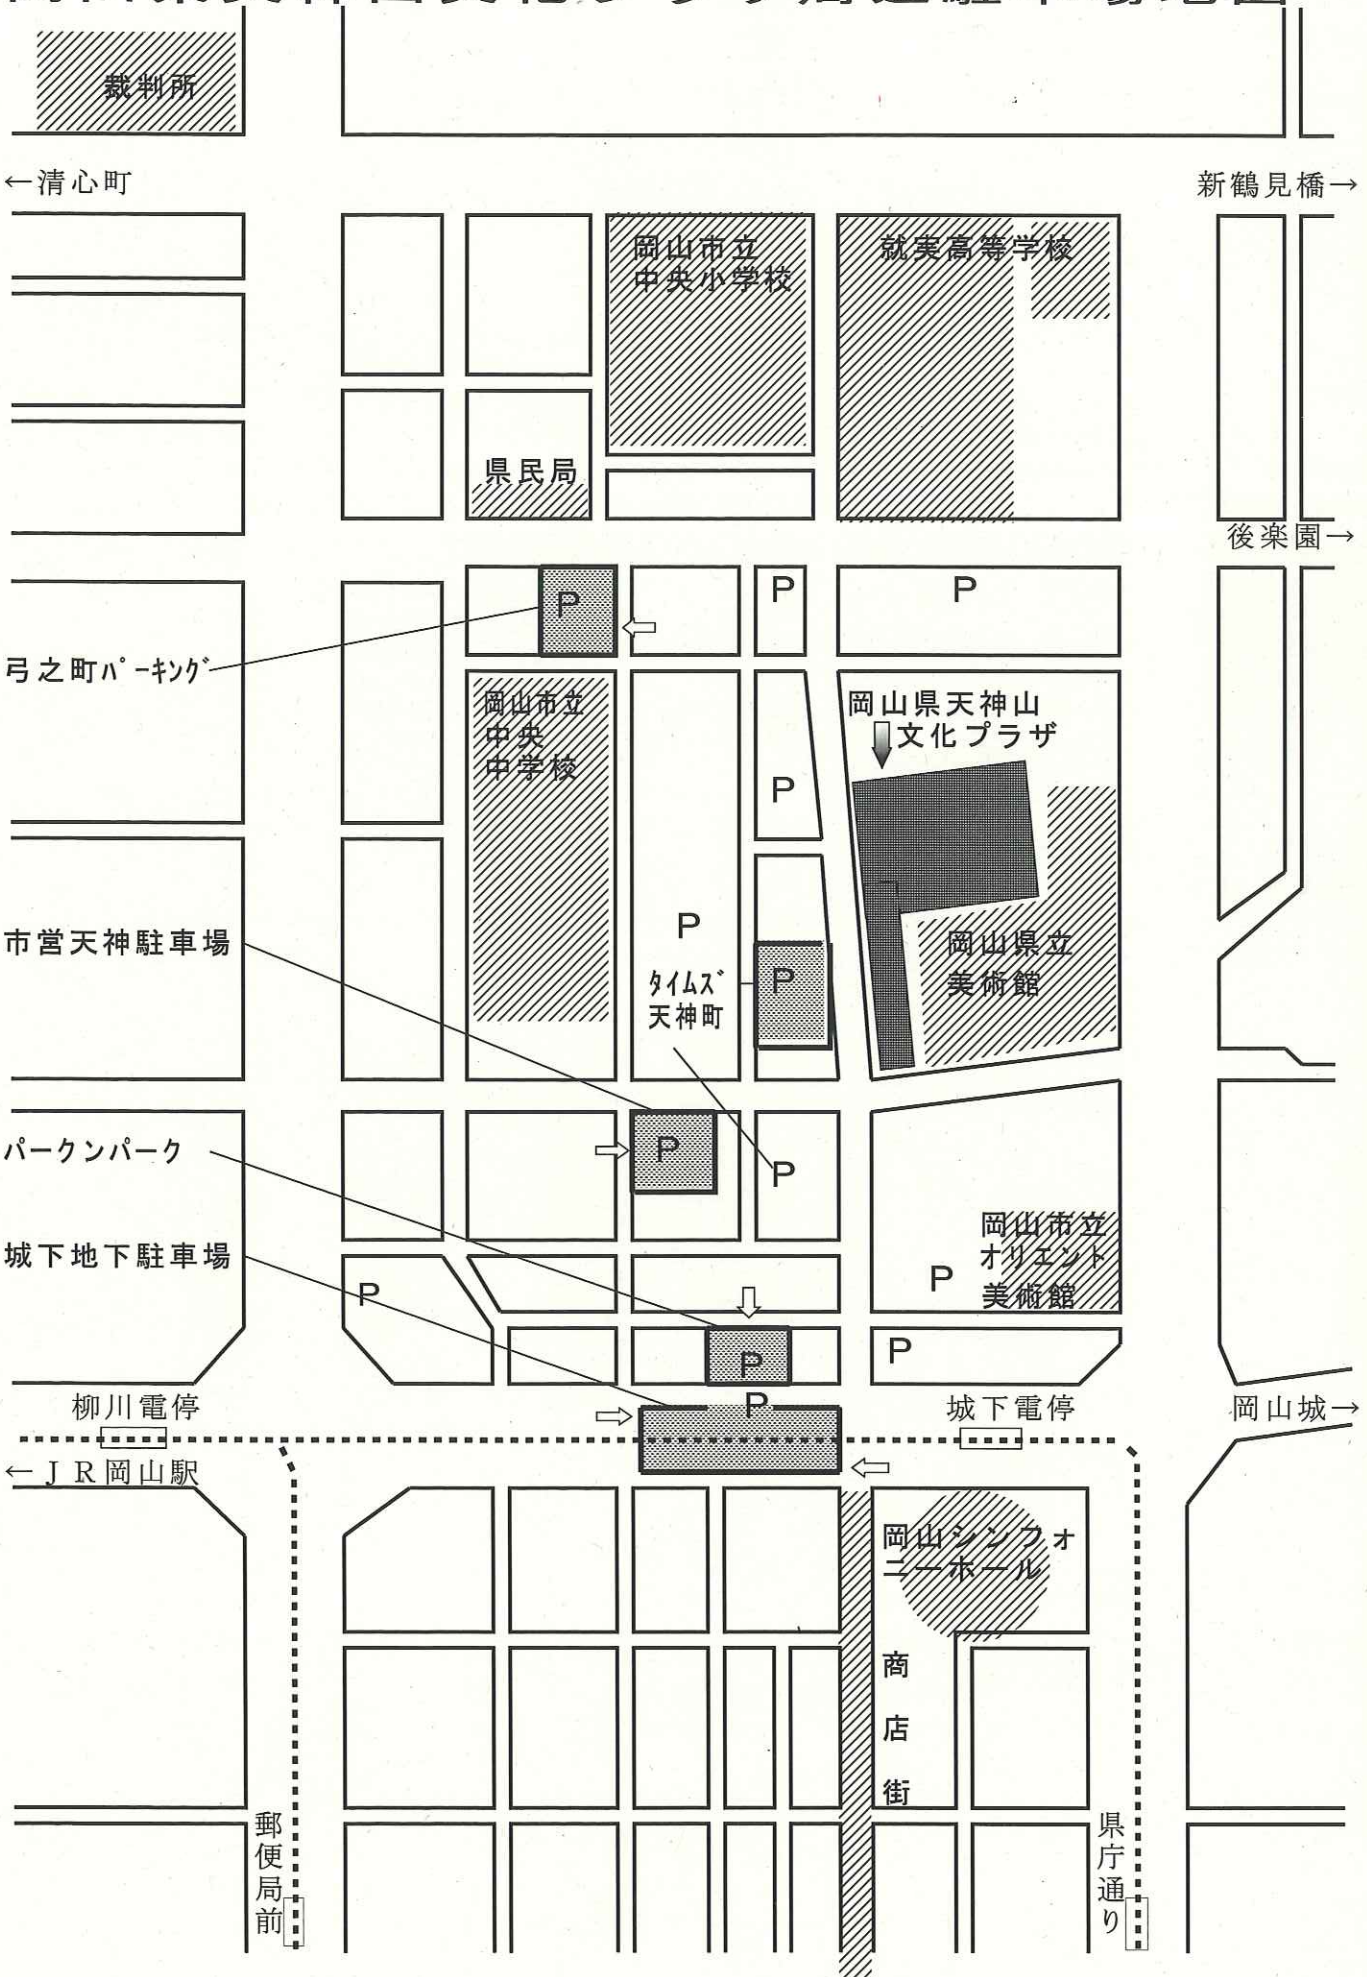 裁判所
←清心町
新鶴見橋→
岡山市立
中央小学校
就実高等学校
県民局
後楽園→
P
P
P
弓之町ﾊﾟｰｷﾝｸﾞ
岡山市立
中央
中学校
岡山県天神山
文化プラザ
P
P
市営天神駐車場
岡山県立
美術館
ﾀｲﾑｽﾞ
天神町
P
パークンパーク
P
P
城下地下駐車場
岡山市立
オリエント
美術館
P
P
P
P
柳川電停
P
城下電停
岡山城→
←ＪＲ岡山駅
岡山シンフォ
ニーホール
商店街
郵便局前
県庁通り